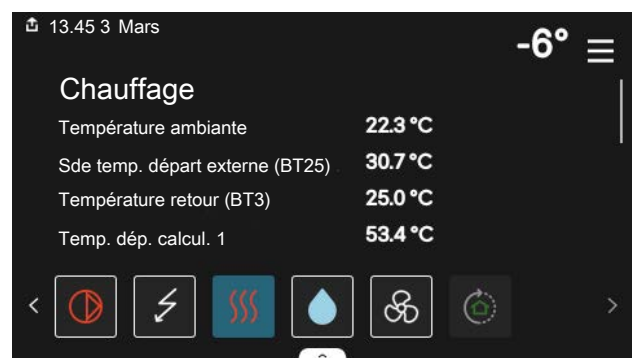 13.45 3 Mars
-6°
Chauffage
Température ambiante 22.3 °C
Sde temp. départ externe (BT25) 30.7 °C
Température retour (BT3) 25.0 °C
Temp. dép. calcul. 1 53.4 °C